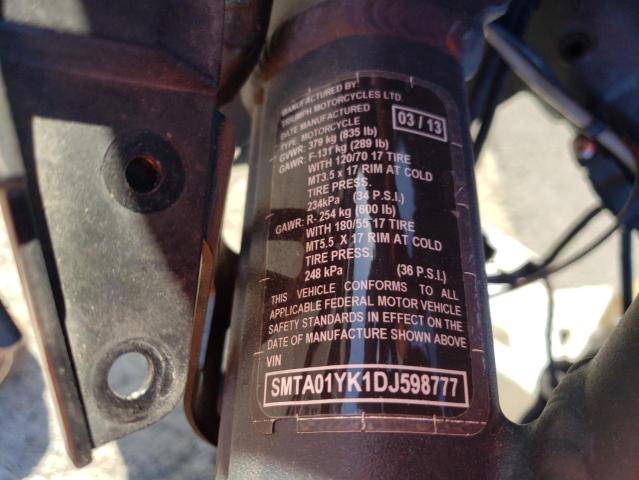 MANUFACTURED BY:
TRIUMPH MOTORCYCLES LTD.
DATE MANUFACTURED 03 / 13
TYPE MOTORCYCLE
GVWR: 379 kg (835 lb)
GAWR: F-131 kg (289 lb)
WITH 120/70 17 TIRE
MT3.5 x 17 RIM AT COLD
TIRE PRESS.
234kPa (34 P.S.I.)
GAWR: R- 254 kg (600 lb)
WITH 180/55 17 TIRE
MT5.5 X 17 RIM AT COLD
TIRE PRESS.
248 kPa (36 P.S.I.)
THIS VEHICLE CONFORMS TO ALL
APPLICABLE FEDERAL MOTOR VEHICLE
SAFETY STANDARDS IN EFFECT ON THE
DATE OF MANUFACTURE SHOWN ABOVE
VIN
SMTA01YK1DJ598777